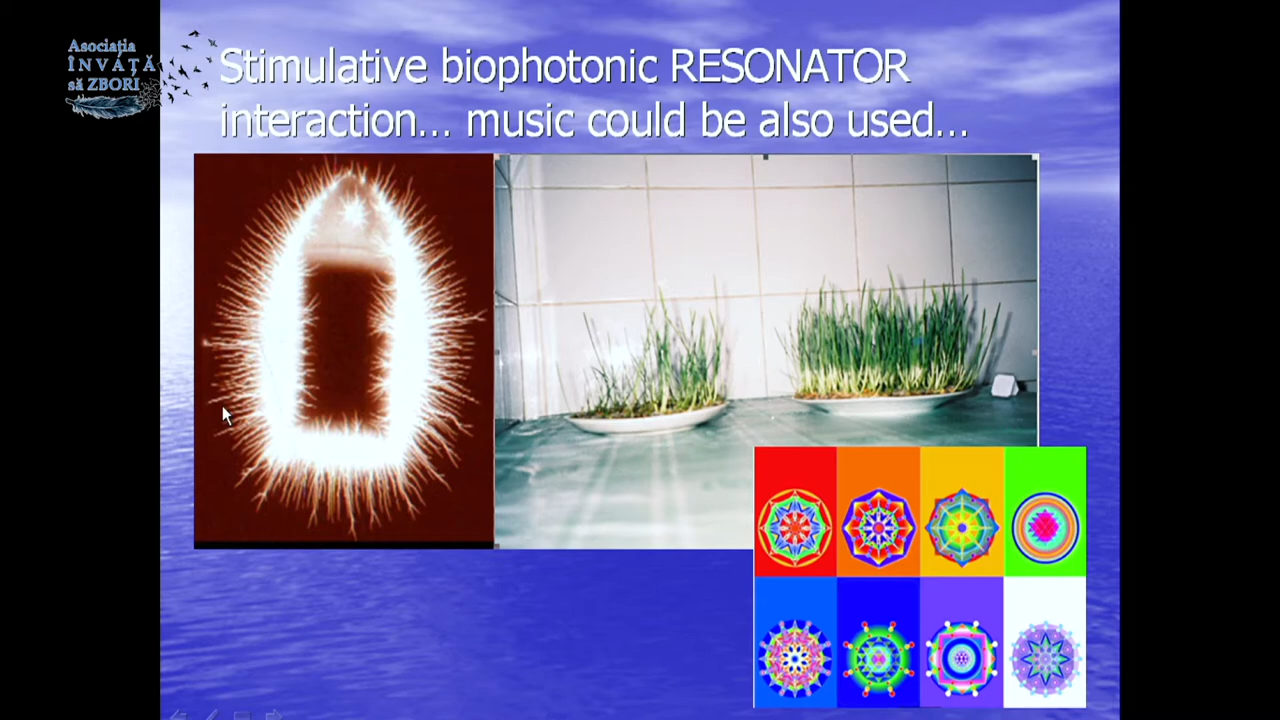 Asociația
ÎNVAȚĂ
să ZBORI
Stimulative biophotonic RESONATOR
interaction... music could be also used...